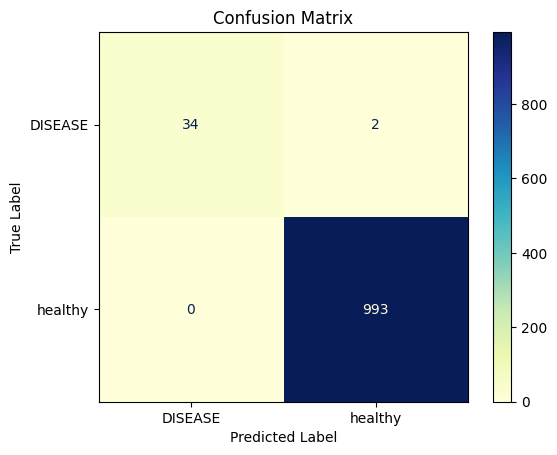 Confusion Matrix
DISEASE
34
2
800
600
True Label
400
healthy
0
993
200
0
DISEASE
healthy
Predicted Label